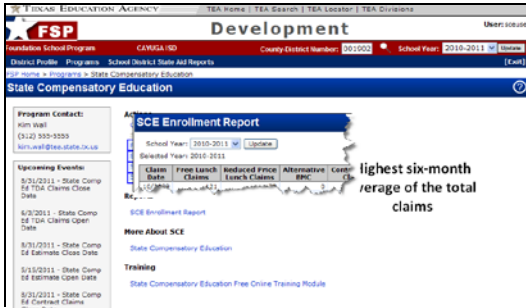 TEXAS EDUCATION AGENCY TEA Home | TEA Search | TEA Locator | TEA Divisions
FSP Development User:
Foundation School Program CAYUGA ISD County-District Number: 001902 School Year: 2010-2011 Update
District Profile Programs School District State Aid Reports [Exit]
FSP Home > Programs > State Compensatory Education
State Compensatory Education
Program Contact:
Kim Wall
(512) 555-5555
kim.wall@tea.state.tx.us
Upcoming Events:
8/31/2011 - State Comp
Ed TDA Claims Close
Date
6/3/2011 - State Comp
Ed TDA Claims Open
Date
8/31/2011 - State Comp
Ed Estimate Close Date
5/15/2011 - State Comp
Ed Estimate Open Date
8/31/2011 - State Comp
Ed Contract Claims
SCE Enrollment Report
School Year: 2010-2011 Update
Selected Year: 2010-2011
Claim Date Free Lunch Claims Reduced Price Lunch Claims Alternative
Highest six-month
average of the total
claims
SCE Enrollment Report
More About SCE
State Compensatory Education
Training
State Compensatory Education Free Online Training Module